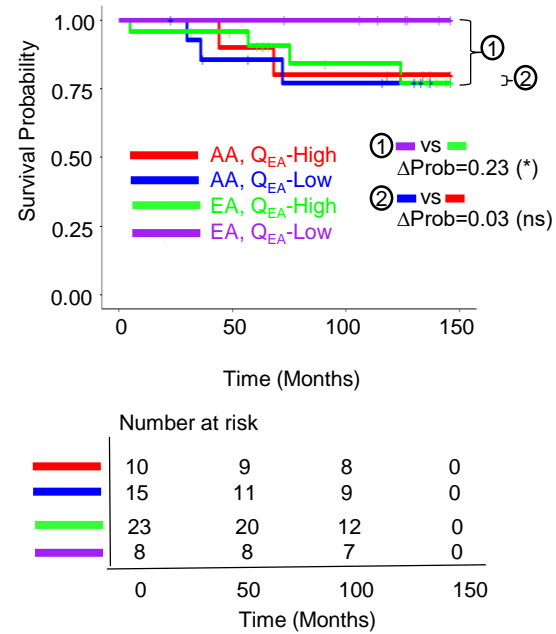 1.00
0.75
0.50
0.25
0.00
Survival Probability
AA, QEA-High
AA, QEA-Low
EA, QEA-High
EA, QEA-Low
1
2
1 vs
ΔProb=0.23 (*)
2 vs
ΔProb=0.03 (ns)
0 50 100 150
Time (Months)
Number at risk
10 9 8 0
15 11 9 0
23 20 12 0
8 8 7 0
0 50 100 150
Time (Months)